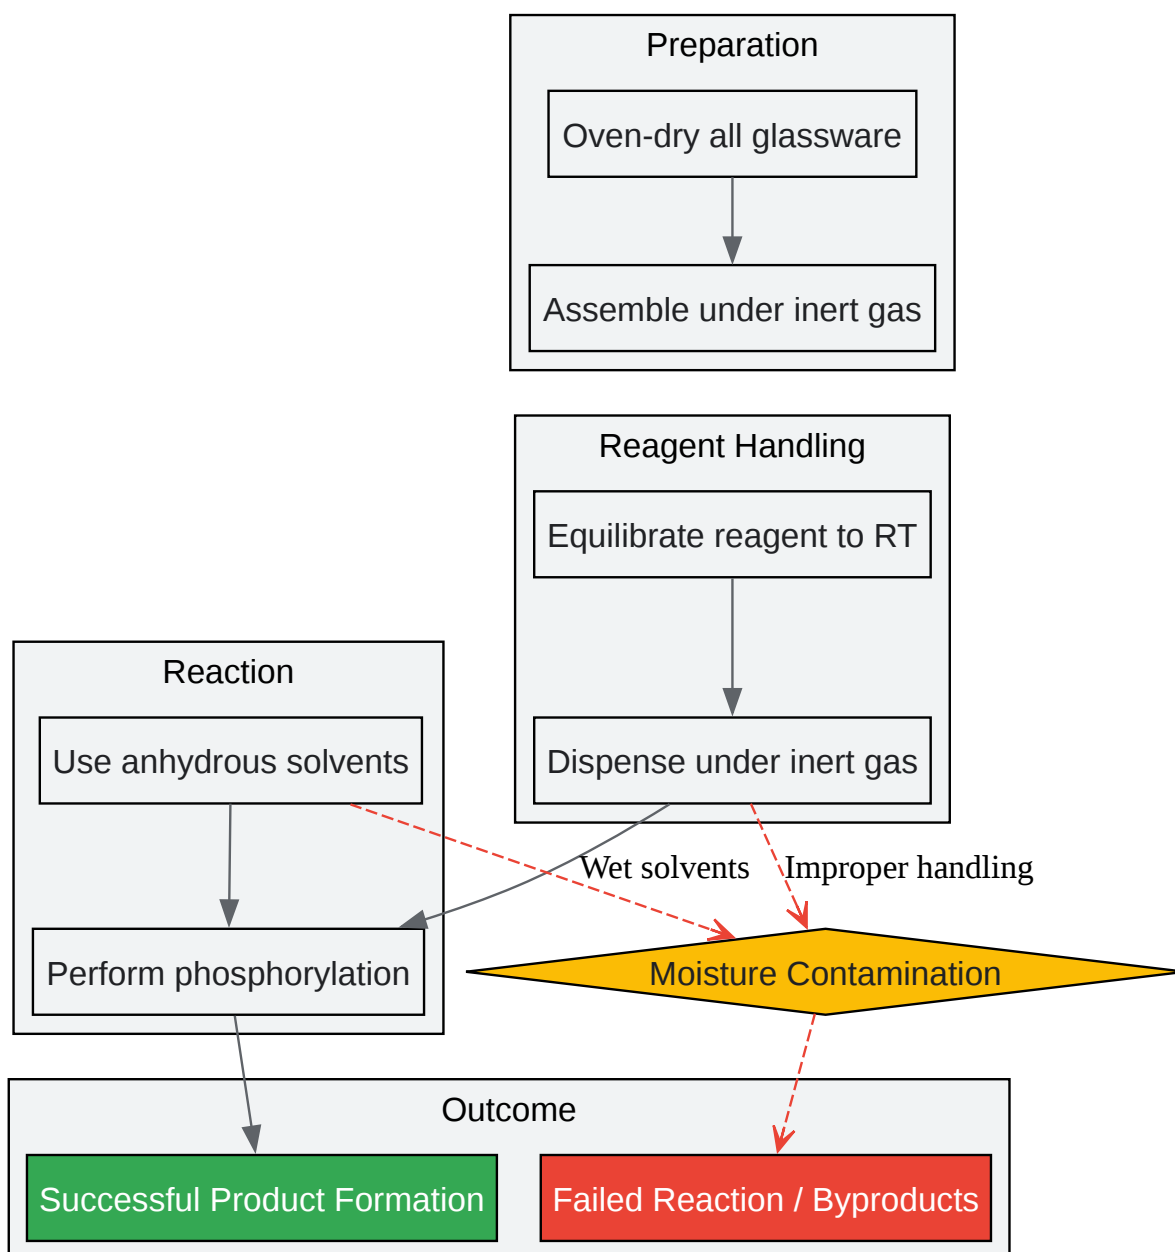 Preparation
Oven-dry all glassware
Assemble under inert gas
Reagent Handling
Equilibrate reagent to RT
Reaction
Use anhydrous solvents
Dispense under inert gas
Wet solvents
Improper handling
Perform phosphorylation
Moisture Contamination
Outcome
Successful Product Formation
Failed Reaction / Byproducts